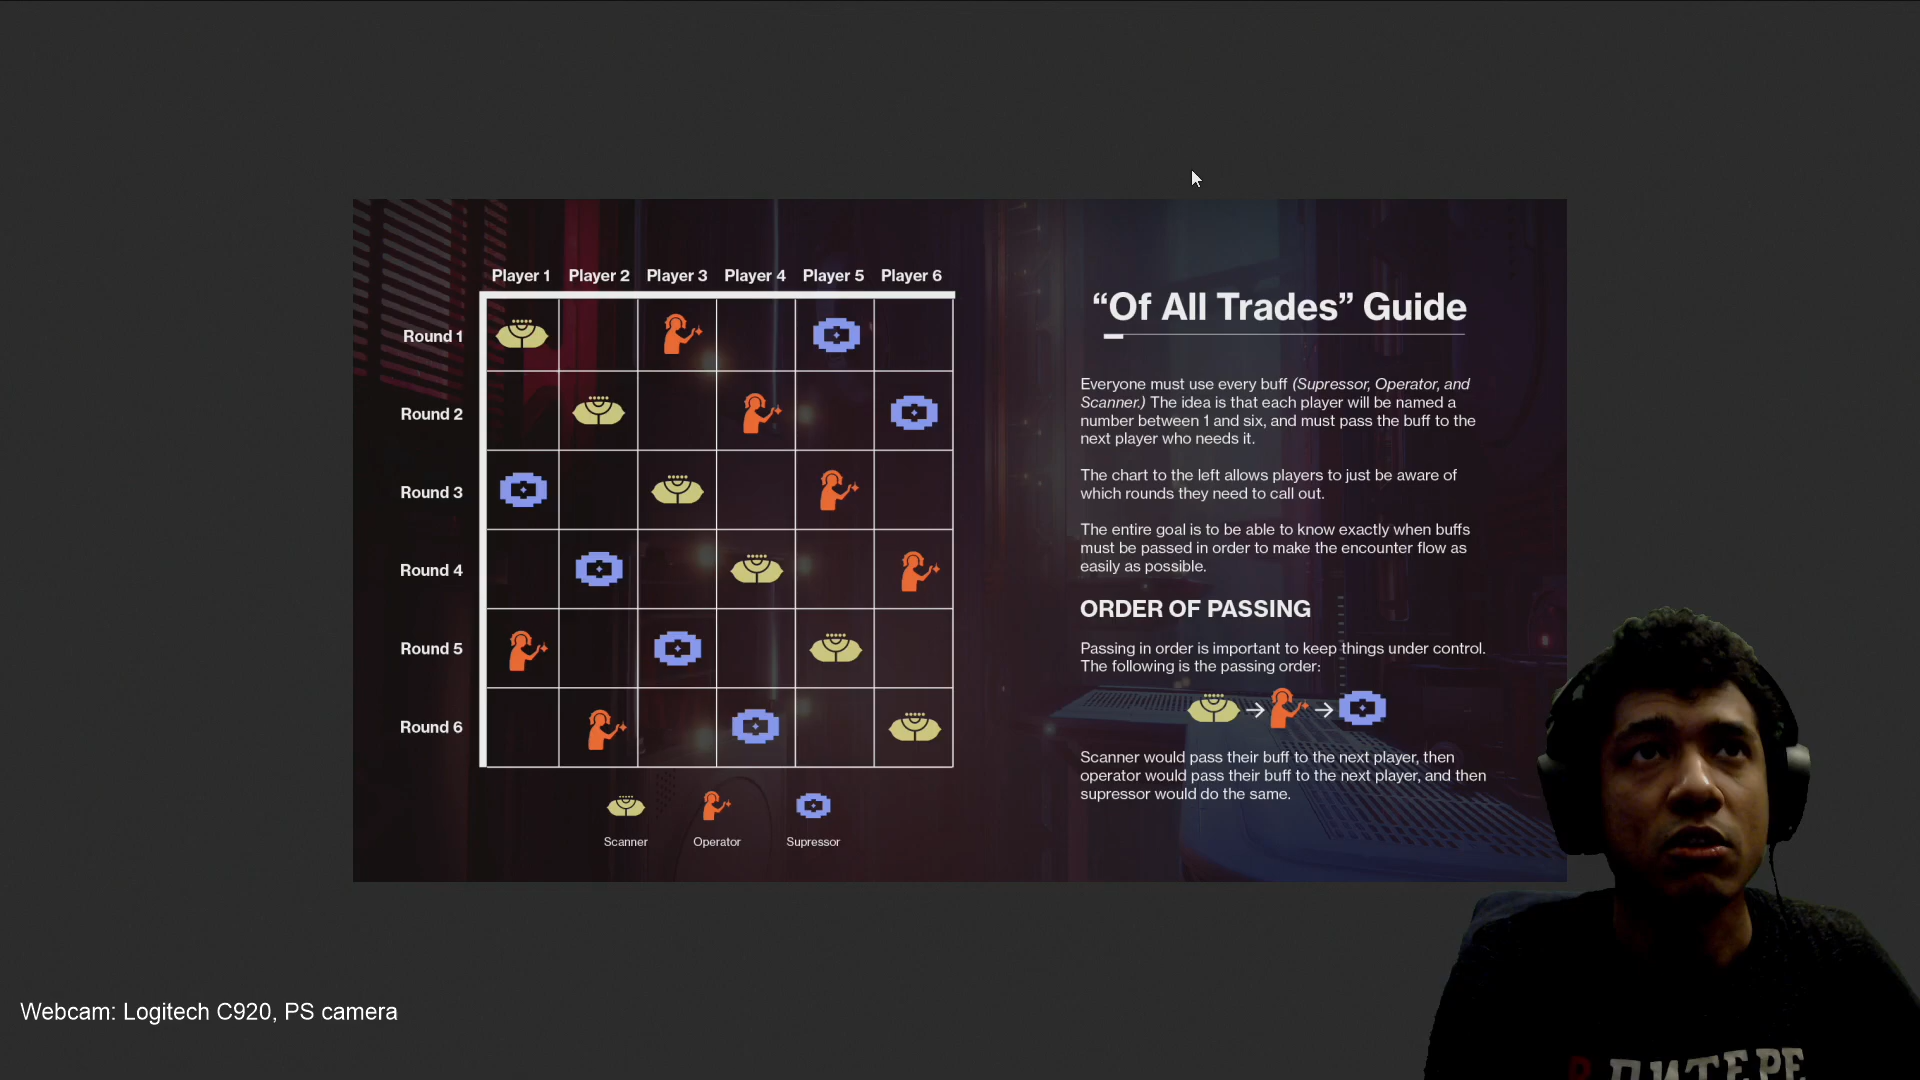 Player 1 Player 2 Player 3 Player 4 Player 5 Player 6
Round 1
Round 2
Round 3
Round 4
Round 5
Round 6
Scanner Operator Supressor
“Of All Trades” Guide
Everyone must use every buff (Supressor, Operator, and
Scanner.) The idea is that each player will be named a
number between 1 and six, and must pass the buff to the
next player who needs it.
The chart to the left allows players to just be aware of
which rounds they need to call out.
The entire goal is to be able to know exactly when buffs
must be passed in order to make the encounter flow as
easily as possible.
ORDER OF PASSING
Passing in order is important to keep things under control.
The following is the passing order:
Scanner would pass their buff to the next player, then
operator would pass their buff to the next player, and then
supressor would do the same.
Webcam: Logitech C920, PS camera
В ПИТЕРЕ